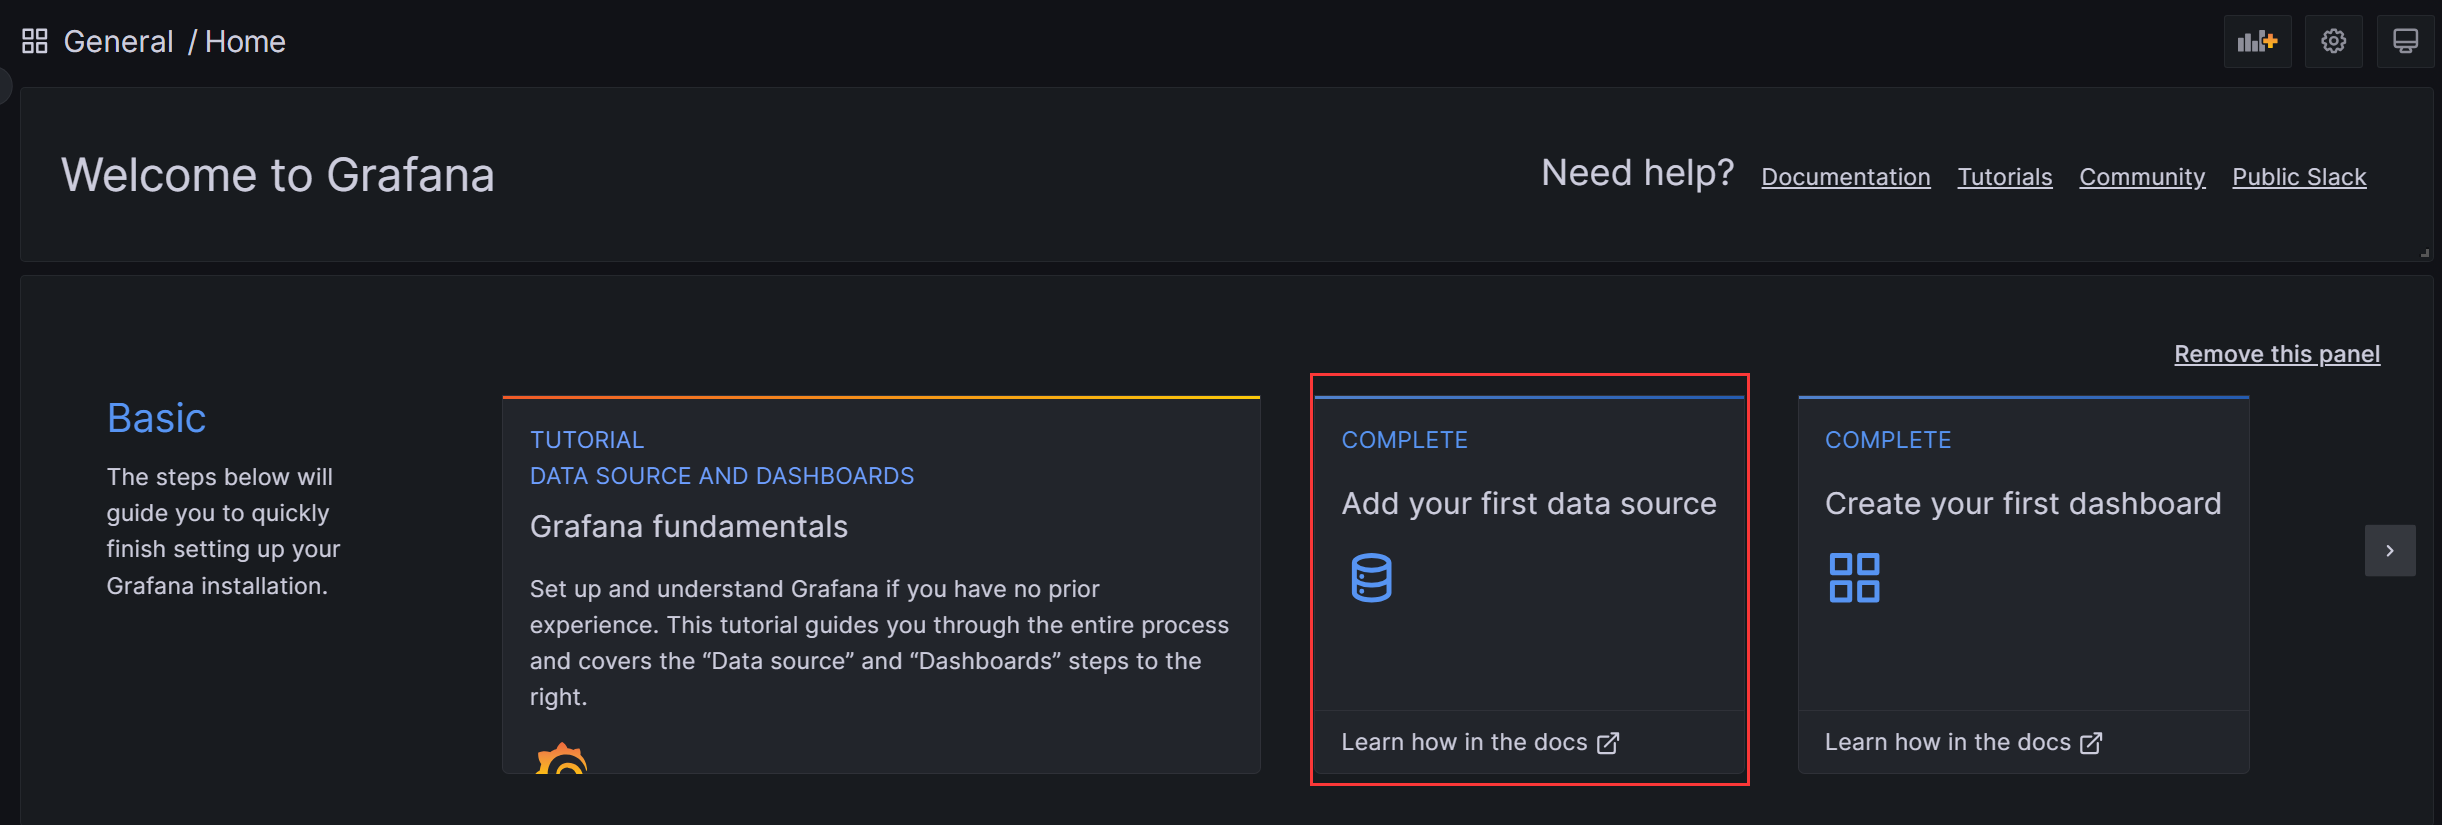 General / Home
Welcome to Grafana
Need help? Documentation Tutorials Community Public Slack
Remove this panel
Basic
The steps below will
guide you to quickly
finish setting up your
Grafana installation.
TUTORIAL
DATA SOURCE AND DASHBOARDS
Grafana fundamentals
Set up and understand Grafana if you have no prior
experience. This tutorial guides you through the entire process
and covers the “Data source” and “Dashboards” steps to the
right.
COMPLETE
Add your first data source
Learn how in the docs
COMPLETE
Create your first dashboard
Learn how in the docs